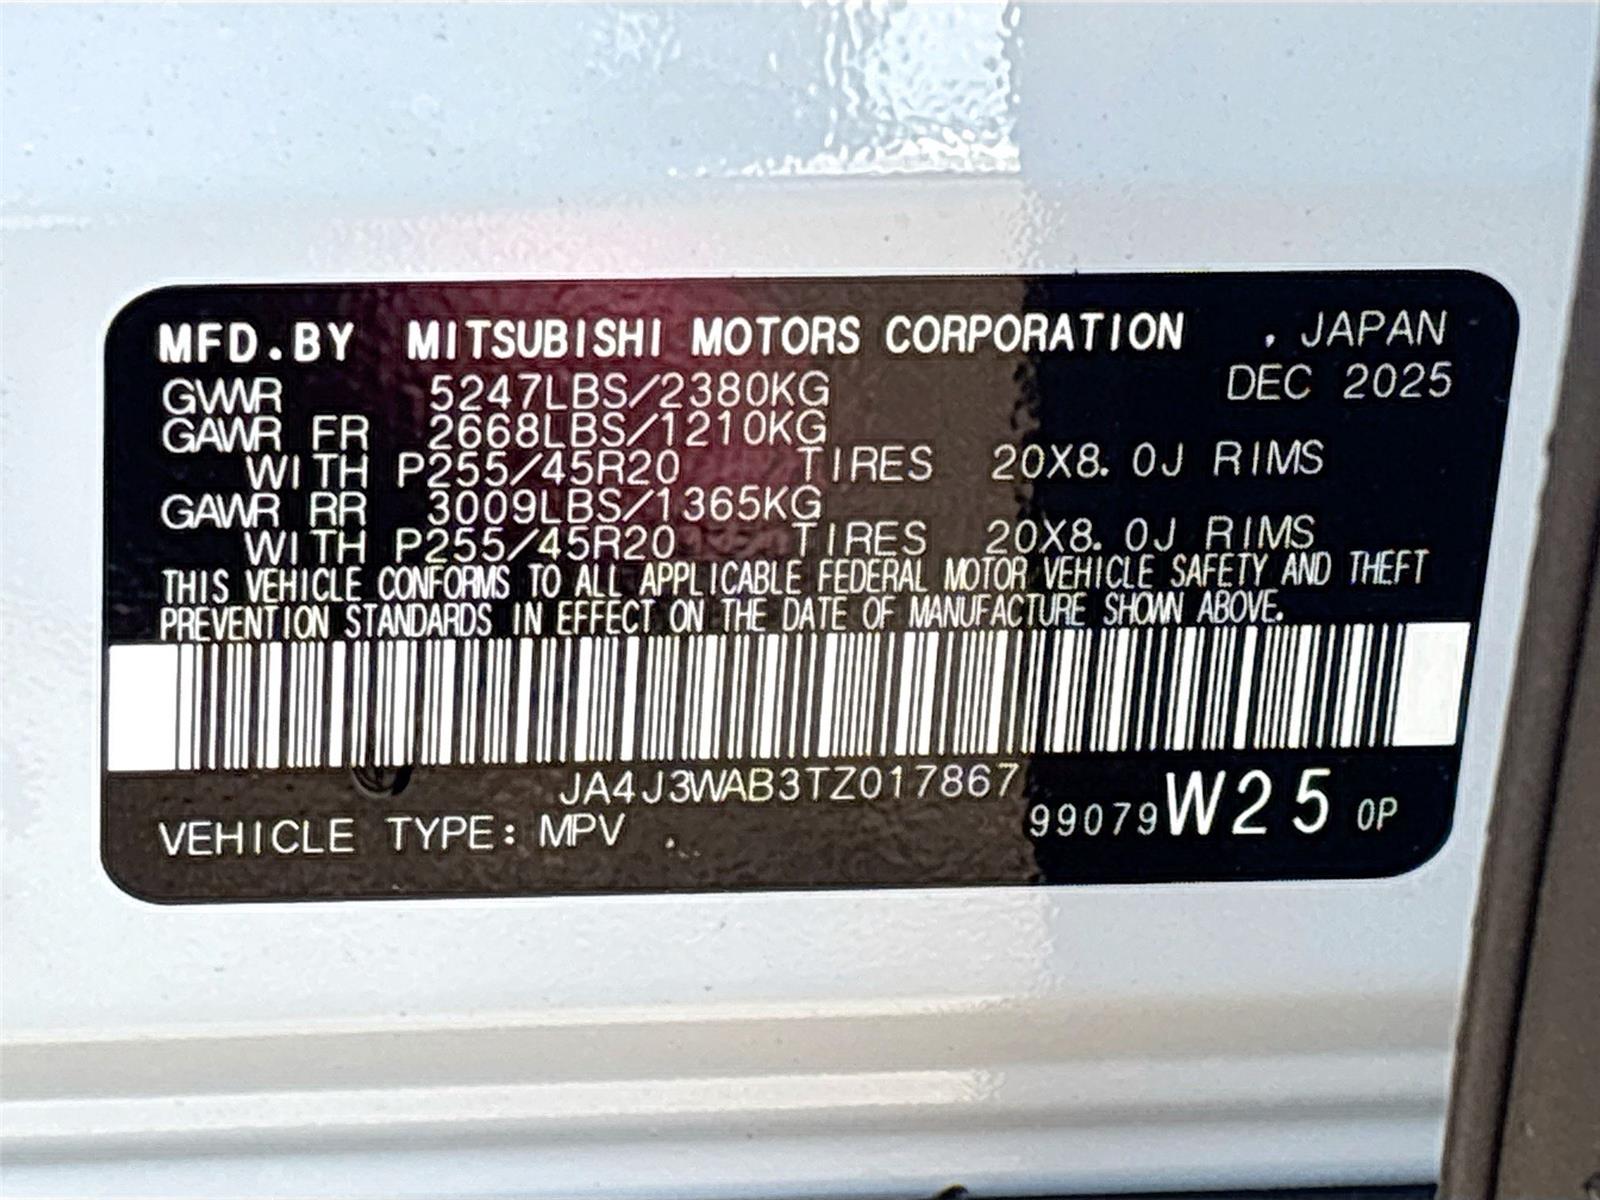 MFD.BY MITSUBISHI MOTORS CORPORATION . JAPAN
DEC 2025
GVWR 5247LBS/2380KG
GAWR FR 2668LBS/1210KG
WITH P255/45R20 TIRES 20X8.0J RIMS
GAWR RR 3009LBS/1365KG
WITH P255/45R20 TIRES 20X8.0J RIMS
THIS VEHICLE CONFORMS TO ALL APPLICABLE FEDERAL MOTOR VEHICLE SAFETY AND THEFT
PREVENTION STANDARDS IN EFFECT ON THE DATE OF MANUFACTURE SHOWN ABOVE.
JA4J3WAB3TZ017867
VEHICLE TYPE: MPV . 99079 W25 0P